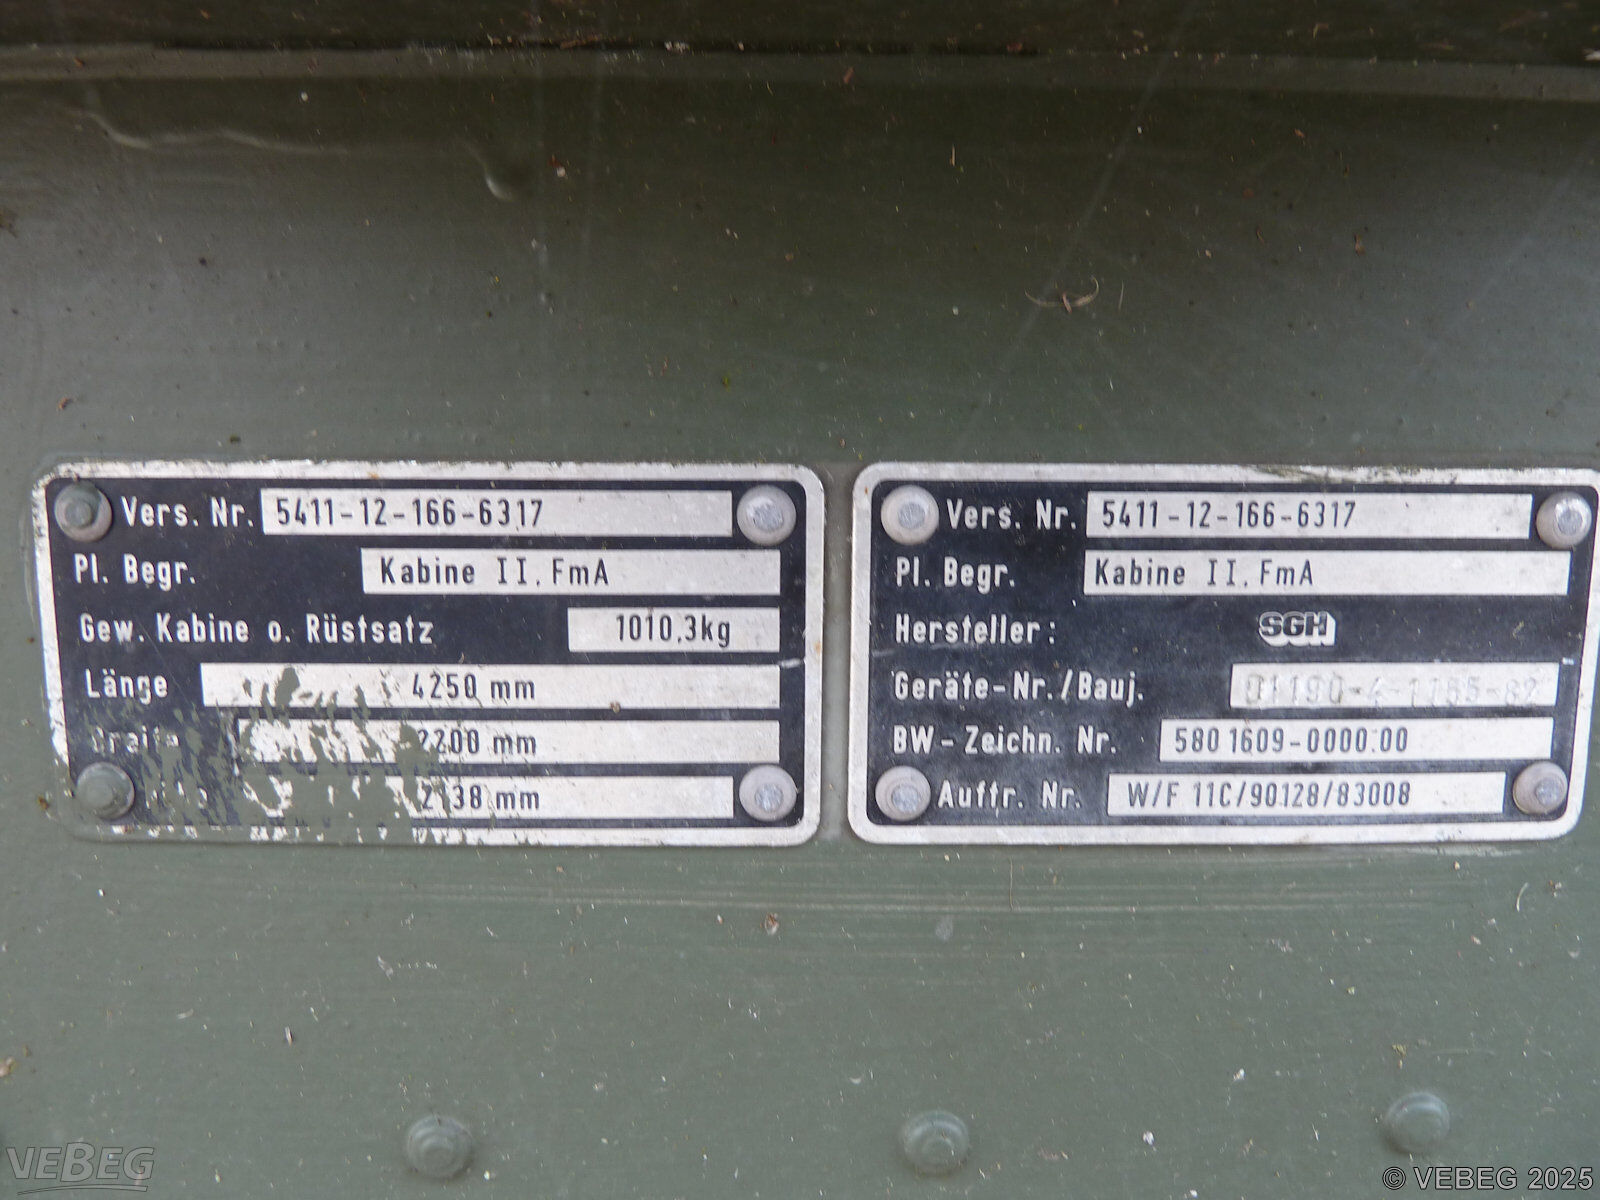 Vers. Nr. 5411-12-166-6317
Pl. Begr. Kabine II, FmA
Gew. Kabine o. Rüstsatz 1010,3kg
Länge 4250 mm
Breite 2200 mm
2138 mm
Vers. Nr. 5411-12-166-6317
Pl. Begr. Kabine II, FmA
Hersteller: SGH
Geräte-Nr./Bauj.
BW-Zeichn. Nr. 580 1609-0000.00
Auftr. Nr. W/F 11C/90128/83008
VEBEG
© VEBEG 2025